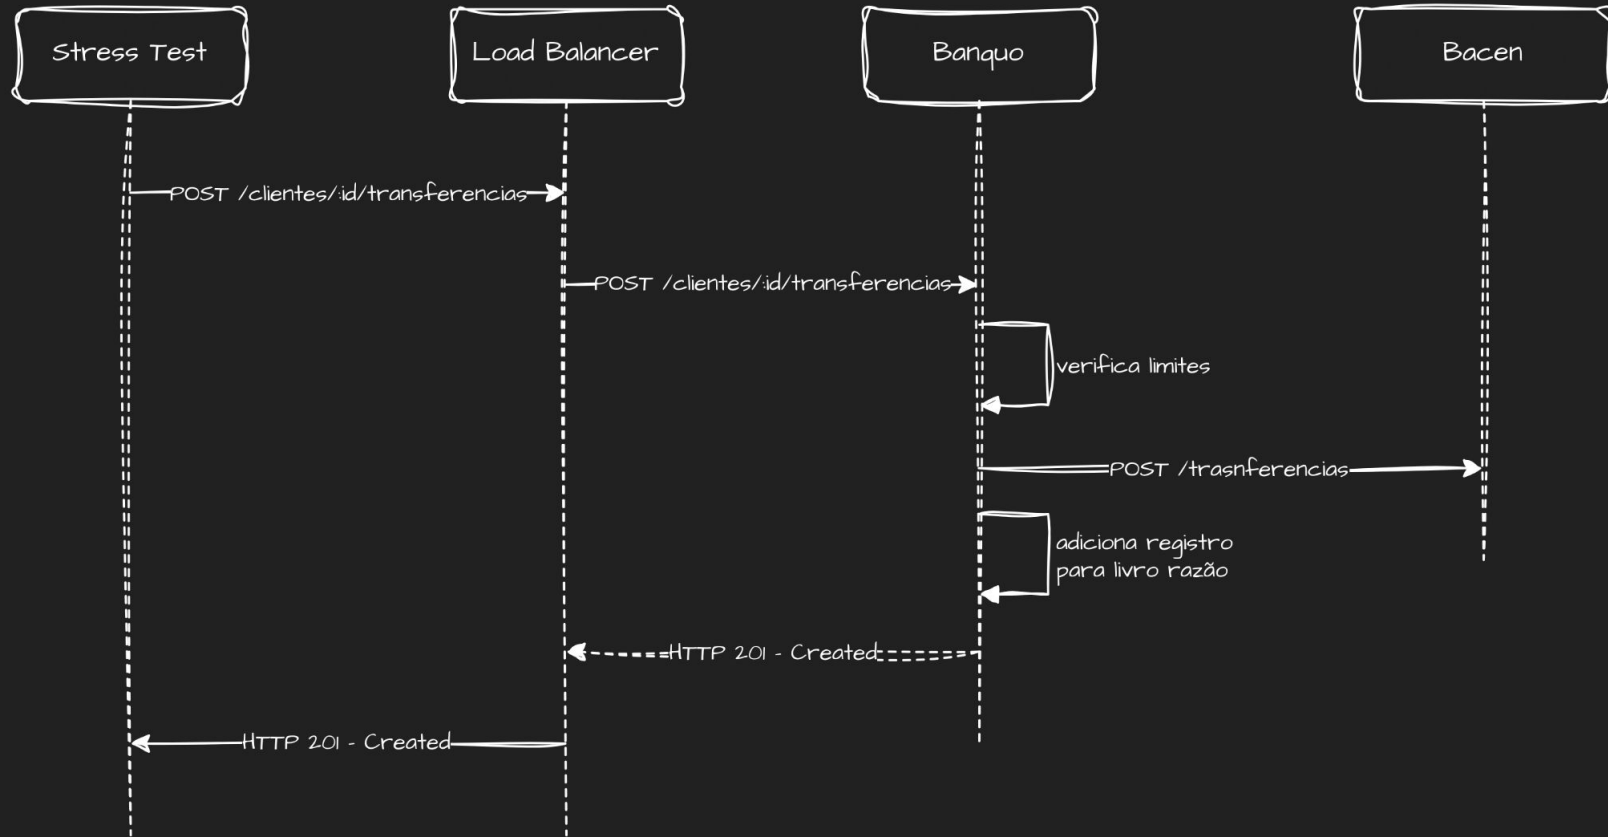 Stress Test
Load Balancer
Banquo
Bacen
POST /clientes/:id/transferencias
POST /clientes/:id/transferencias
verifica limites
POST /trasnferencias
adiciona registro
para livro razão
HTTP 201 - Created
HTTP 201 - Created